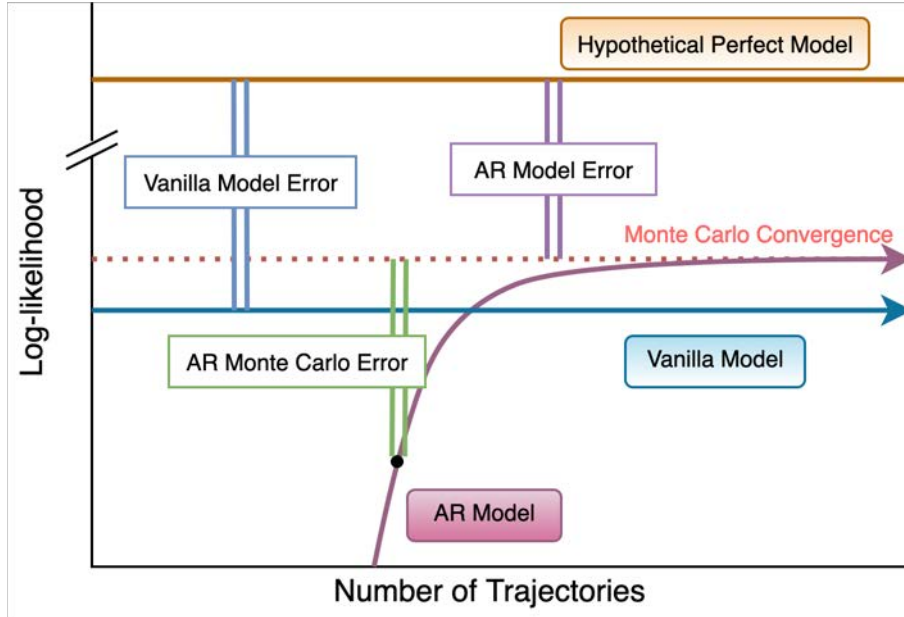 Hypothetical Perfect Model
Vanilla Model Error
AR Model Error
Monte Carlo Convergence
AR Monte Carlo Error
Vanilla Model
AR Model
Log-likelihood
Number of Trajectories